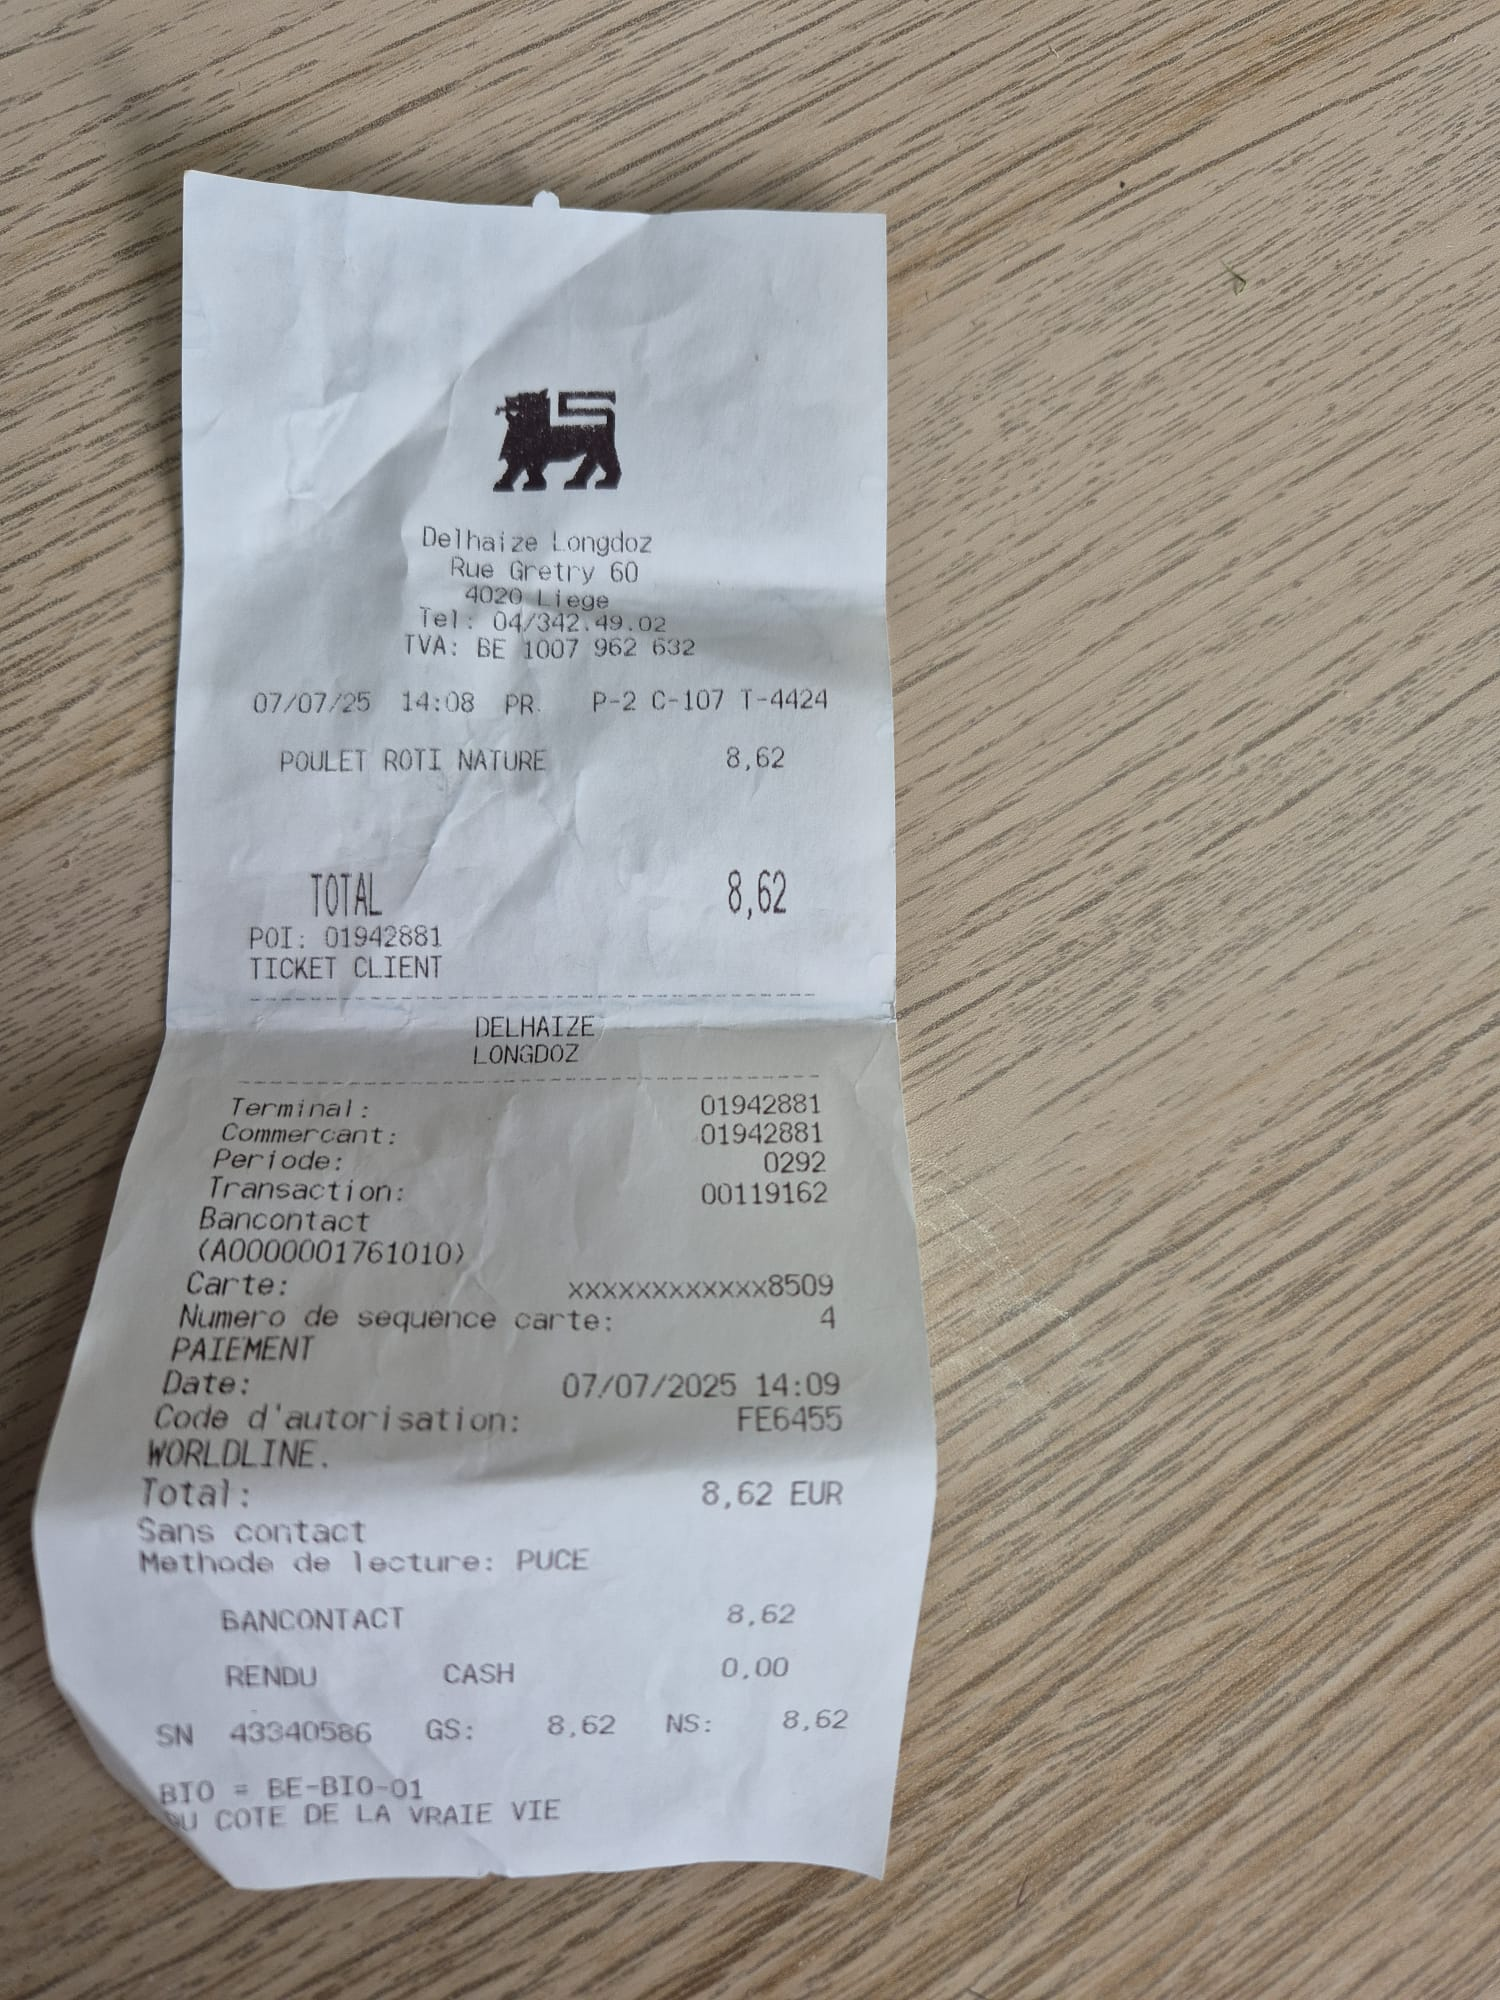 Delhaize Longdoz
Rue Gretry 60
4020 Liege
Tel: 04/342.49.02
TVA: BE 1007 962 632
07/07/25 14:08 PR. P-2 C-107 T-4424
POULET ROTI NATURE 8,62
TOTAL 8,62
POI: 01942881
TICKET CLIENT
DELHAIZE
LONGDOZ
Terminal: 01942881
Commercant: 01942881
Periode: 0292
Transaction: 00119162
Bancontact
(A0000001761010)
Carte: xxxxxxxxxxxx8509
Numero de sequence carte: 4
PAIEMENT
Date: 07/07/2025 14:09
Code d'autorisation: FE6455
WORLDLINE.
Total: 8,62 EUR
Sans contact
Methode de lecture: PUCE
BANCONTACT 8,62
RENDU CASH 0,00
SN 43340586 GS: 8,62 NS: 8,62
BIO = BE-BIO-01
DU COTE DE LA VRAIE VIE